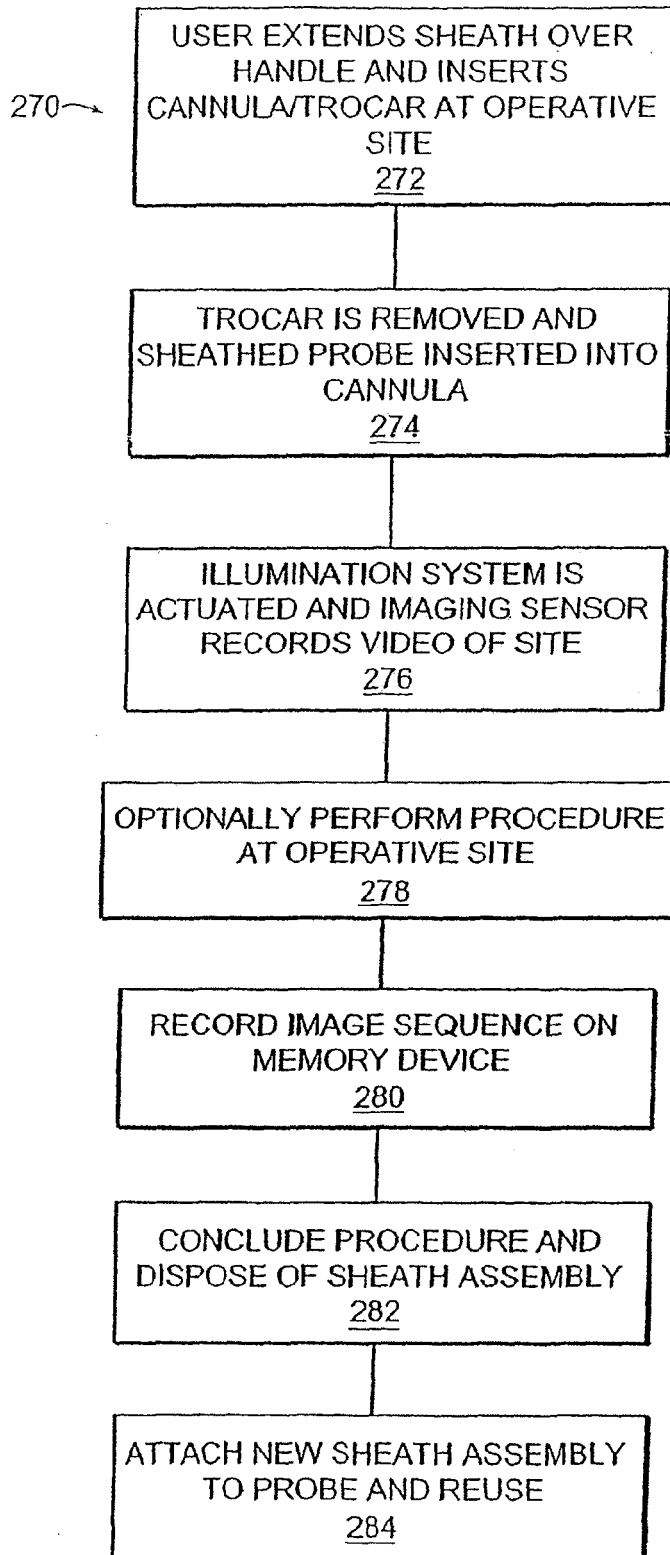 270
USER EXTENDS SHEATH OVER
HANDLE AND INSERTS
CANNULA/TROCAR AT OPERATIVE
SITE
272
TROCAR IS REMOVED AND
SHEATHED PROBE INSERTED INTO
CANNULA
274
ILLUMINATION SYSTEM IS
ACTUATED AND IMAGING SENSOR
RECORDS VIDEO OF SITE
276
OPTIONALLY PERFORM PROCEDURE
AT OPERATIVE SITE
278
RECORD IMAGE SEQUENCE ON
MEMORY DEVICE
280
CONCLUDE PROCEDURE AND
DISPOSE OF SHEATH ASSEMBLY
282
ATTACH NEW SHEATH ASSEMBLY
TO PROBE AND REUSE
284